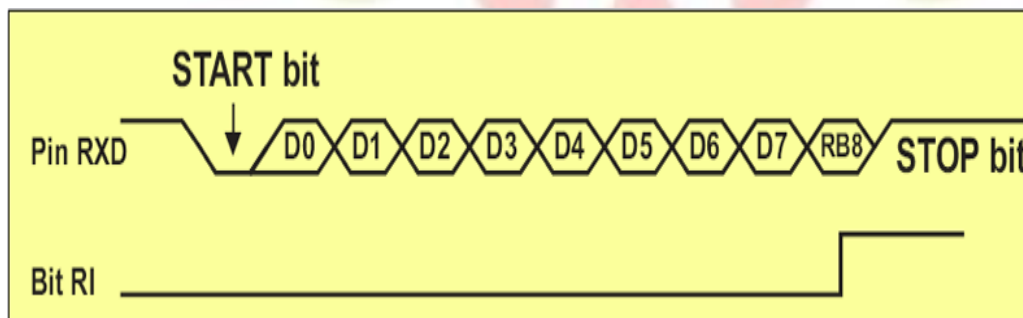 START bit
Pin RXD D0 D1 D2 D3 D4 D5 D6 D7 RB8 STOP bit
Bit RI